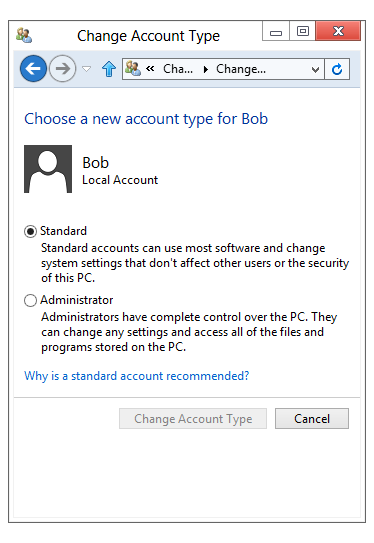 Change Account Type
« Cha... Change...
Choose a new account type for Bob
Bob
Local Account
Standard
Standard accounts can use most software and change
system settings that don't affect other users or the security
of this PC.
Administrator
Administrators have complete control over the PC. They
can change any settings and access all of the files and
programs stored on the PC.
Why is a standard account recommended?
Change Account Type Cancel